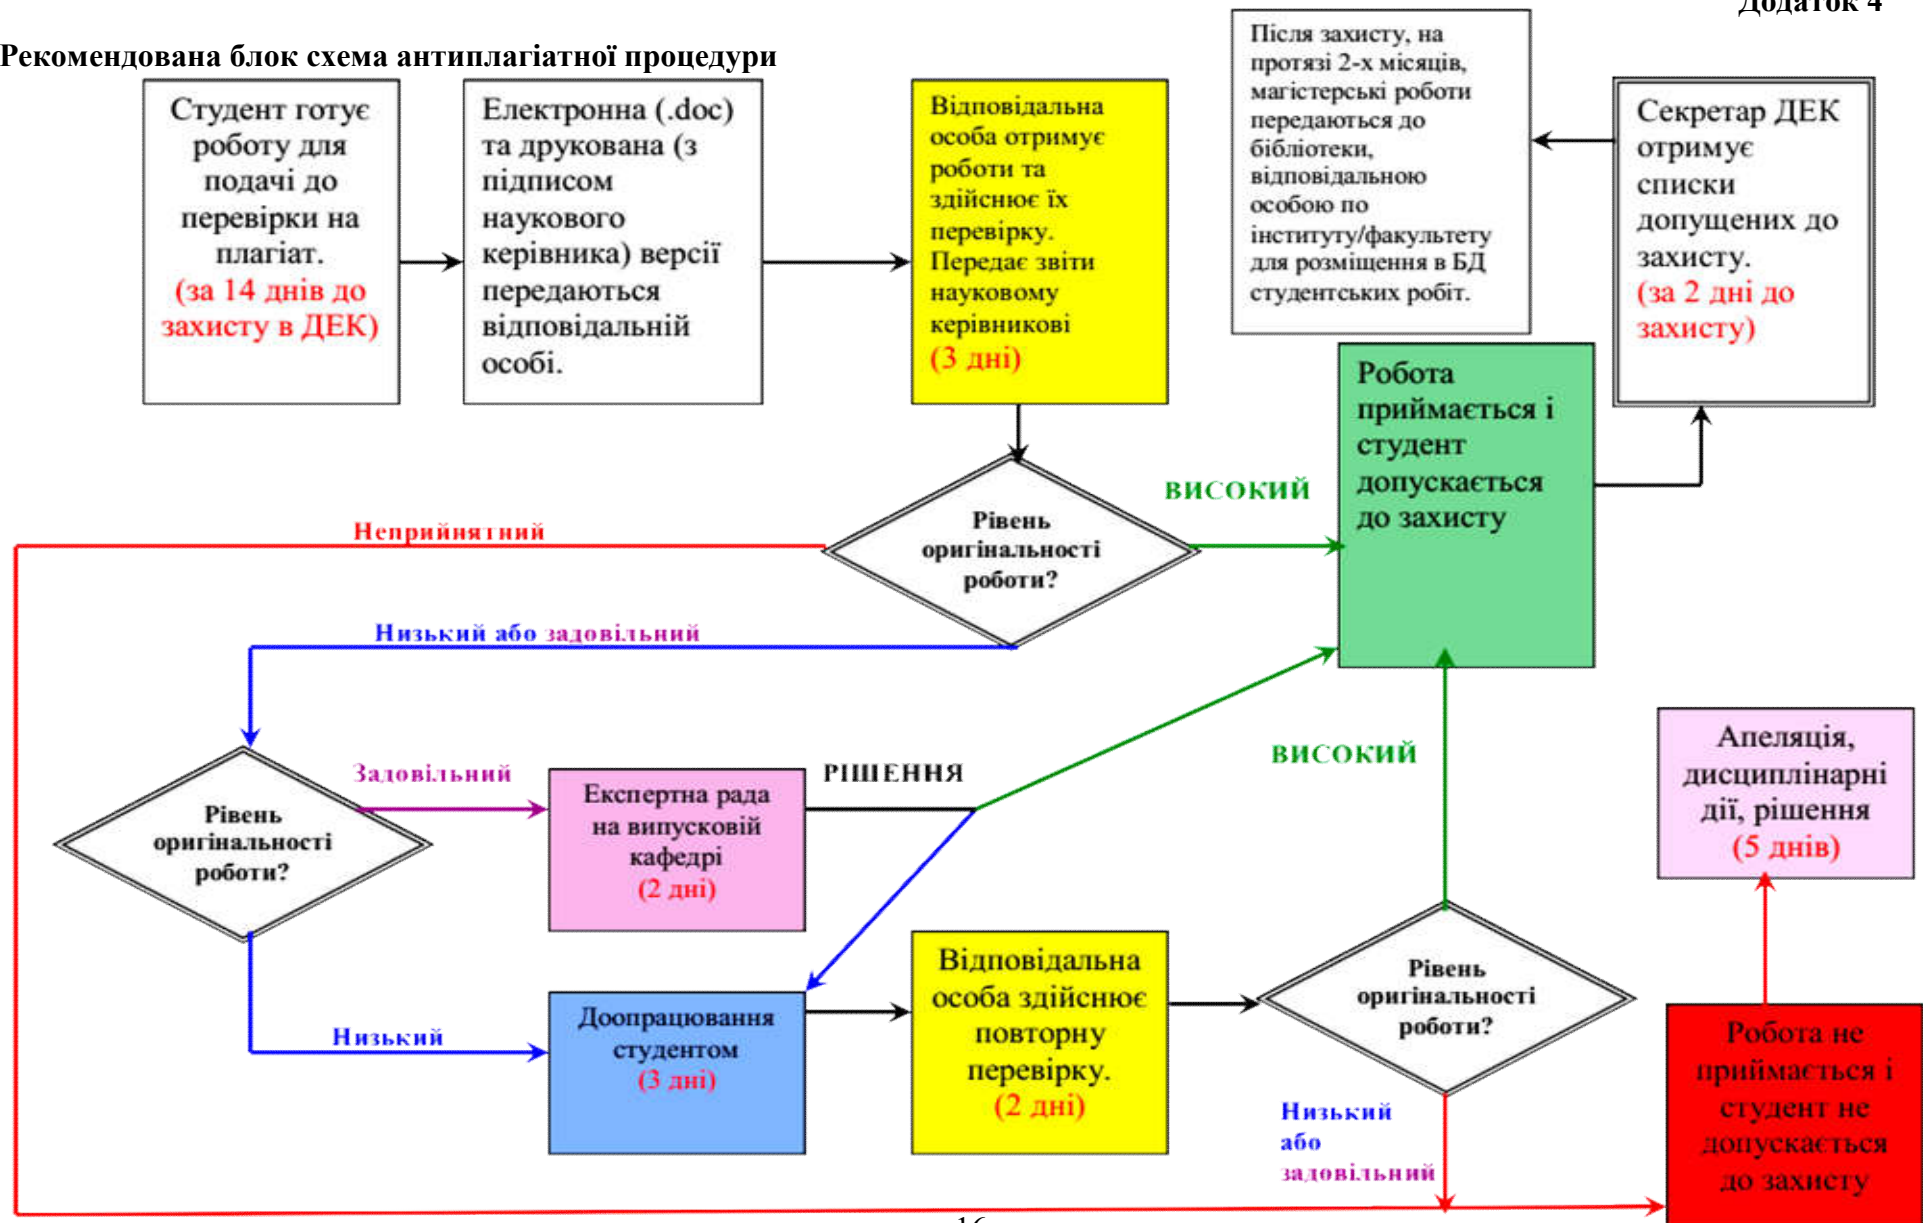 Додаток 4
Рекомендована блок схема антиплагіатної процедури
Студент готує
роботу для
подачі до
перевірки на
плагіат.
(за 14 днів до
захисту в ДЕК)
Електронна (.doc)
та друкована (з
підписом
наукового
керівника) версії
передаються
відповідальній
особі.
Відповідальна
особа отримує
роботи та
здійснює їх
перевірку.
Передає звіти
науковому
керівникові
(3 дні)
Після захисту, на
протязі 2-х місяців,
магістерські роботи
передаються до
бібліотеки,
відповідальною
особою по
інституту/факультету
для розміщення в БД
студентських робіт.
Секретар ДЕК
отримує
списки
допущених до
захисту.
(за 2 дні до
захисту)
Робота
приймається і
студент
допускається
до захисту
ВИСОКИЙ
Рівень
оригінальності
роботи?
Неприйнятний
Низький або задовільний
Рівень
оригінальності
роботи?
Задовільний
Експертна рада
на випусковій
кафедрі
(2 дні)
РІШЕННЯ
ВИСОКИЙ
Апеляція,
дисциплінарні
дії, рішення
(5 днів)
Низький
Доопрацювання
студентом
(3 дні)
Відповідальна
особа здійснює
повторну
перевірку.
(2 дні)
Рівень
оригінальності
роботи?
Низький
або
задовільний
Робота не
приймається і
студент не
допускається
до захисту
16